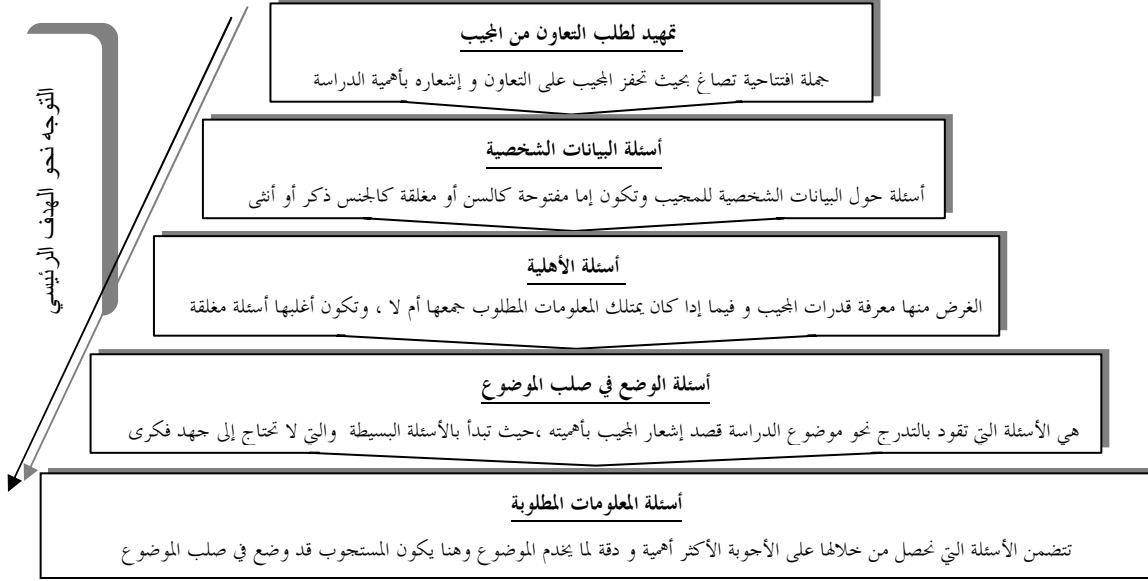 تمهيد لطلب التعاون من المجيب
جملة افتتاحية تصاغ بحيث تحفز المجيب على التعاون و إشعاره بأهمية الدراسة
أسئلة البيانات الشخصية
أسئلة حول البيانات الشخصية للمجيب وتكون إما مفتوحة كالسن أو مغلقة كالجنس ذكر أو أنثى
أسئلة الأهلية
الغرض منها معرفة قدرات المجيب و فيما إدا كان يمتلك المعلومات المطلوب جمعها أم لا ، وتكون أغلبها أسئلة مغلقة
أسئلة الوضع في صلب الموضوع
هي الأسئلة التي تقود بالتدرج نحو موضوع الدراسة قصد إشعار المجيب بأهميته ،حيث تبدأ بالأسئلة البسيطة والتي لا تحتاج إلى جهد فكرى
أسئلة المعلومات المطلوبة
تتضمن الأسئلة التي نحصل من خلالها على الأجوبة الأكثر أهمية و دقة لما يخدم الموضوع وهنا يكون المستجوب قد وضع في صلب الموضوع
التوجه نحو الهدف الرئيسي